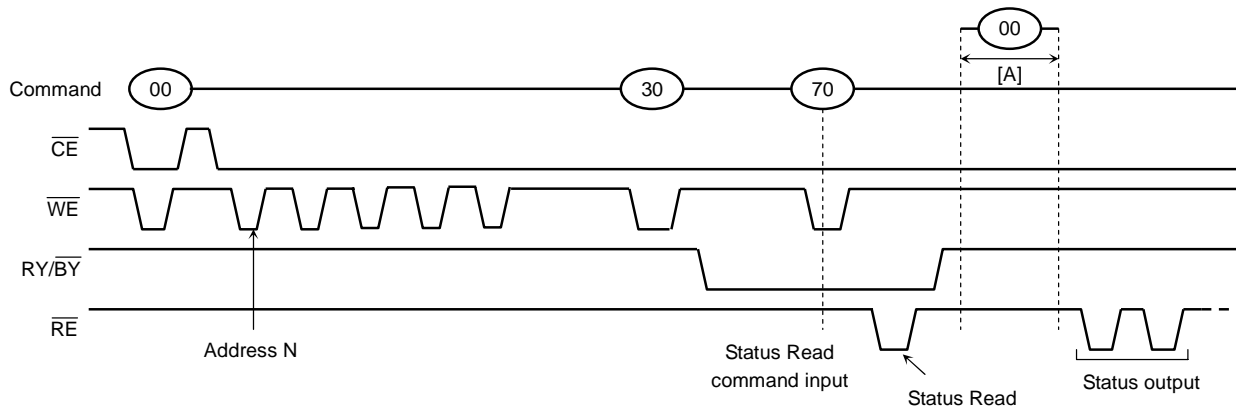 00
[A]
Command 00 30 70
CE
WE
RY/BY
RE
Address N
Status Read
command input
Status Read
Status output